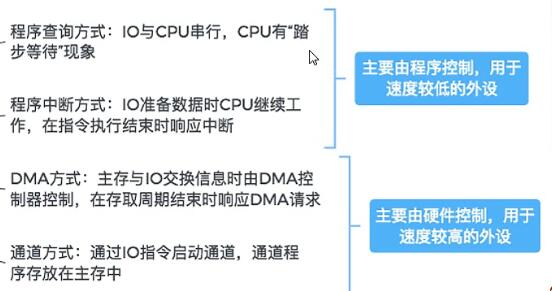 程序查询方式：IO与CPU串行，CPU有“踏
步等待”现象
程序中断方式：IO准备数据时CPU继续工
作，在指令执行结束时响应中断
主要由程序控制，用于
速度较低的外设
DMA方式：主存与IO交换信息时由DMA控
制器控制，在存取周期结束时响应DMA请求
通道方式：通过IO指令启动通道，通道程
序存放在主存中
主要由硬件控制，用于
速度较高的外设